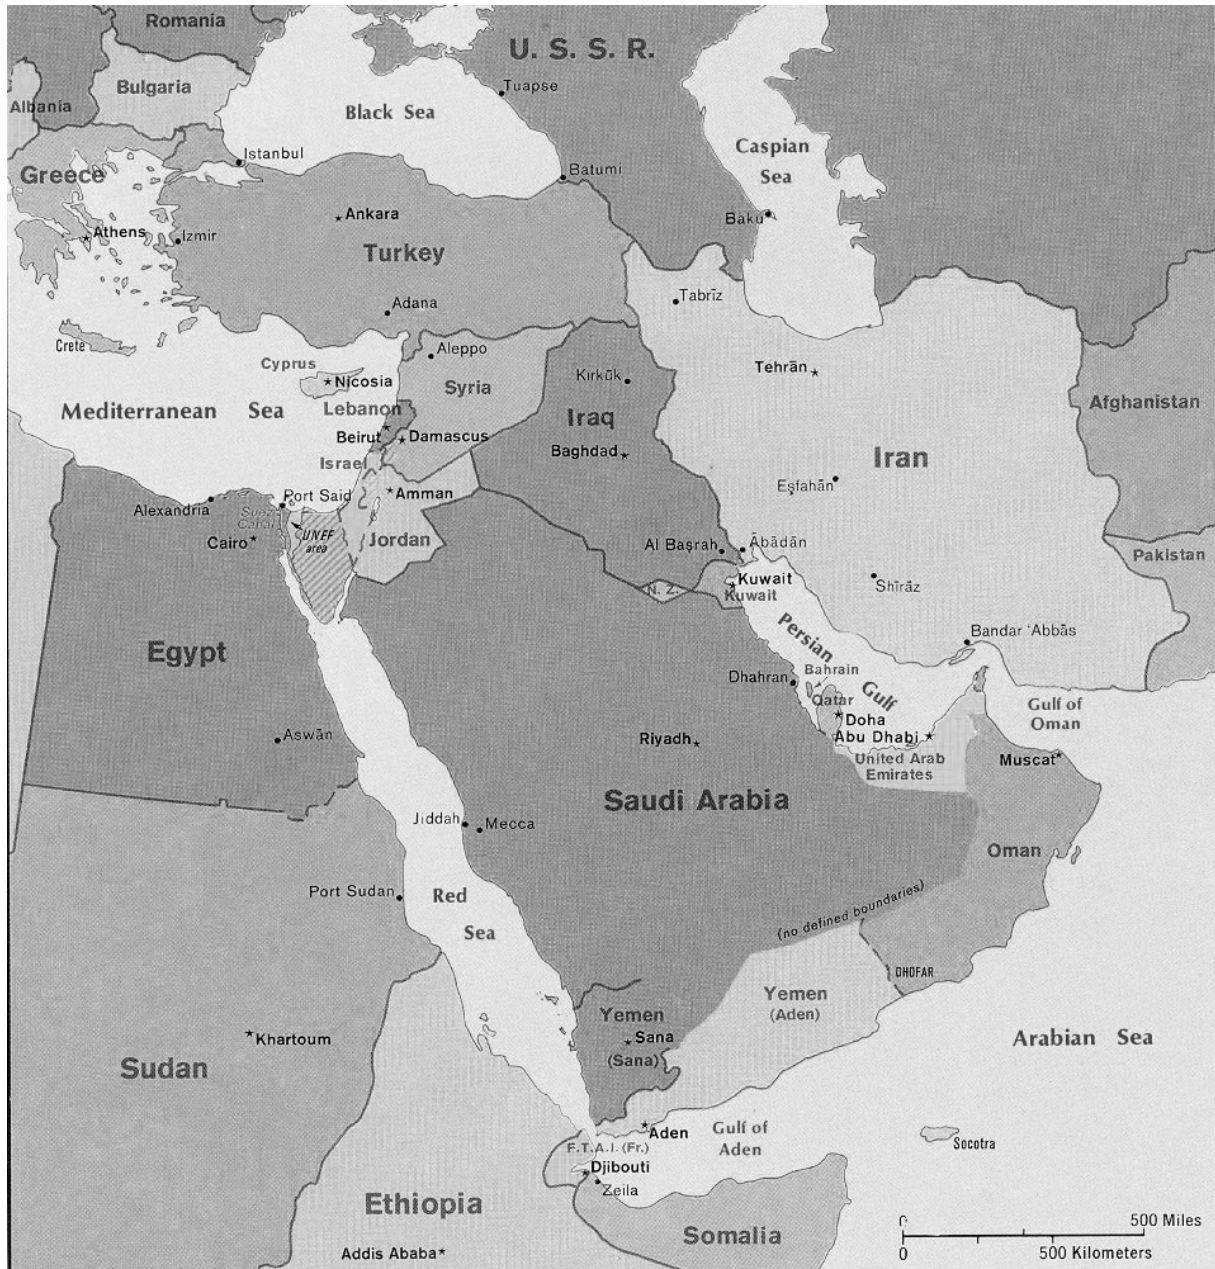 Romania
U. S. S. R.
Bulgaria
Tuapse
Albania
Black Sea
Caspian
Sea
Istanbul
Greece
Batumi
Ankara
Baku
Athens
Izmir
Turkey
Tabrīz
Adana
Crete
Cyprus
Aleppo
Nicosia
Tehrān
Kırkūk
Syria
Afghanistan
Mediterranean Sea
Lebanon
Iraq
Beirut
Damascus
Baghdad
Iran
Israel
Eşfahān
Port Said
Amman
Alexandria
Suez
Canal
UNEF
area
Cairo
Jordan
Al Başrah
Ābādān
Pakistan
Kuwait
Kuwait
N. Z.
Shīrāz
Persian
Gulf
Bandar 'Abbās
Egypt
Dhahran
Bahrain
Qatar
Gulf of
Oman
Doha
Abu Dhabi
Aswān
Riyadh
United Arab
Emirates
Muscat
Saudi Arabia
Jiddah
Mecca
Oman
Port Sudan
Red
Sea
(no defined boundaries)
DHOFAR
Yemen
(Aden)
Yemen
Sana
(Sana)
Khartoum
Arabian Sea
Sudan
Aden
Gulf of
Aden
Socotra
F.T.A.I. (Fr.)
Djibouti
Zeila
Ethiopia
Somalia
Addis Ababa
500 Miles
0
500 Kilometers